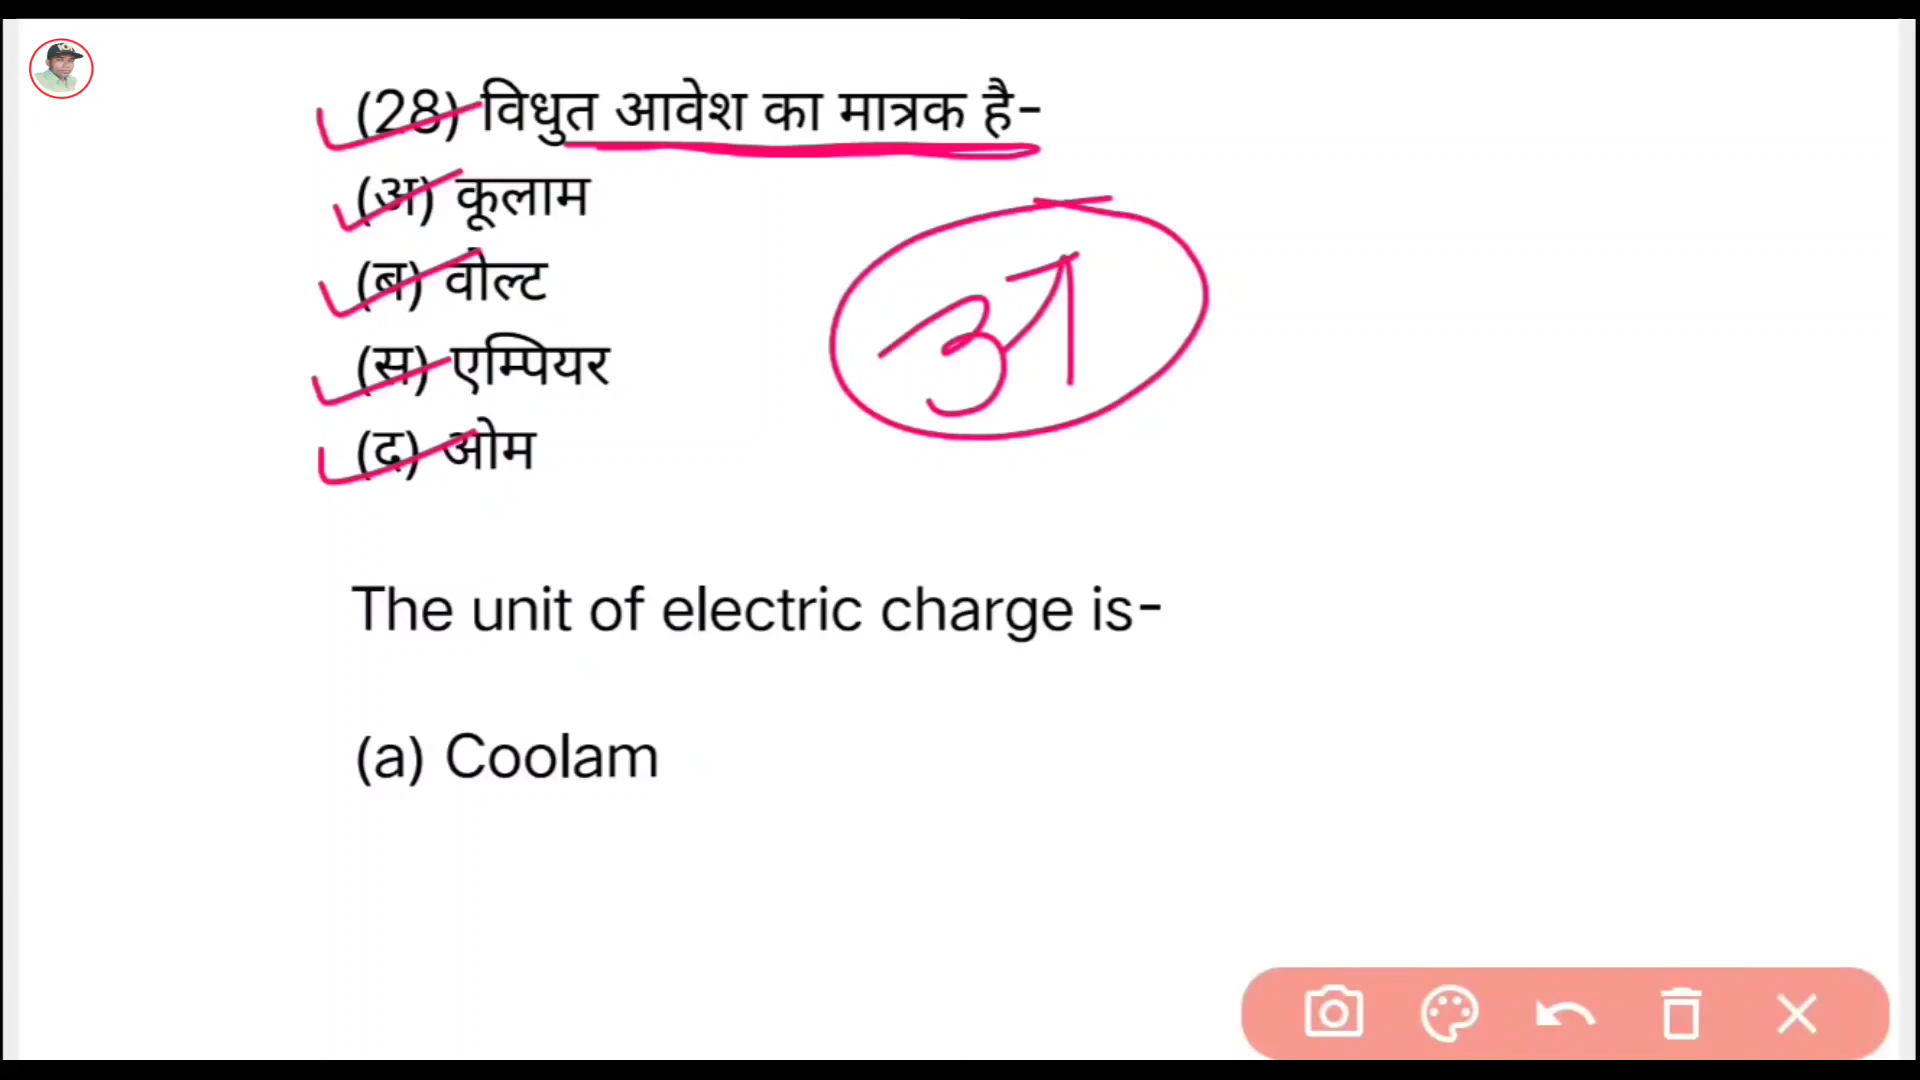 (28) विधुत आवेश का मात्रक है-
(अ) कूलाम
अ
(ब) वोल्ट
(स) एम्पियर
(द) ओम
The unit of electric charge is-
(a) Coolam